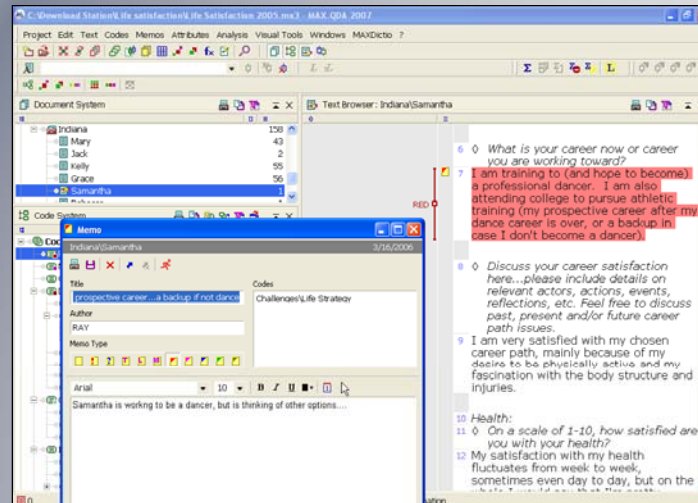 C:\Download Station\Life satisfaction\Life Satisfaction 2005.mx3 - MAX.QDA 2007
Project Edit Text Codes Memos Attributes Analysis Visual Tools Windows MAXDictio ?
Document System
Text Browser: Indiana\Samantha
Indiana 158
Mary 43
Jack 2
Kelly 55
Grace 56
Samantha 1
Code System
6 ◊ What is your career now or career
you are working toward?
7 I am training to (and hope to become)
a professional dancer. I am also
attending college to pursue athletic
training (my prospective career after my
dance career is over, or a backup in
case I don't become a dancer).
RED
8 ◊ Discuss your career satisfaction
here...please include details on
relevant actors, actions, events,
reflections, etc. Feel free to discuss
past, present and/or future career
path issues.
9 I am very satisfied with my chosen
career path, mainly because of my
desire to be physically active and my
fascination with the body structure and
injuries.
10 Health:
11 ◊ On a scale of 1-10, how satisfied are
you with your health?
12 My satisfaction with my health
fluctuates from week to week,
sometimes even day to day, but on the
Memo
Indiana\Samantha 3/16/2006
Title
prospective career...a backup if not dance
Codes
Challenges\Life Strategy
Author
RAY
Memo Type
Arial 10 B I U
Samantha is workng to be a dancer, but is thinking of other options....